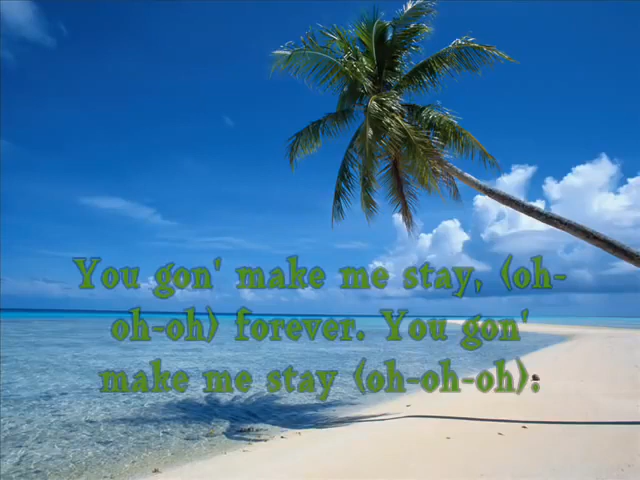 You gon' make me stay, (oh-
oh-oh) forever. You gon'
make me stay (oh-oh-oh).